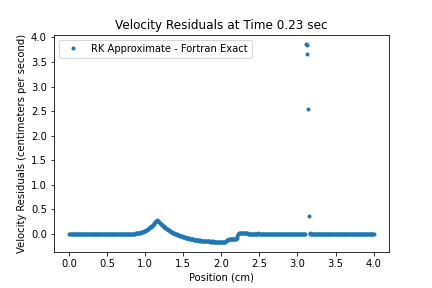 Velocity Residuals at Time 0.23 sec
RK Approximate - Fortran Exact
Velocity Residuals (centimeters per second)
4.0
3.5
3.0
2.5
2.0
1.5
1.0
0.5
0.0
0.0 0.5 1.0 1.5 2.0 2.5 3.0 3.5 4.0
Position (cm)